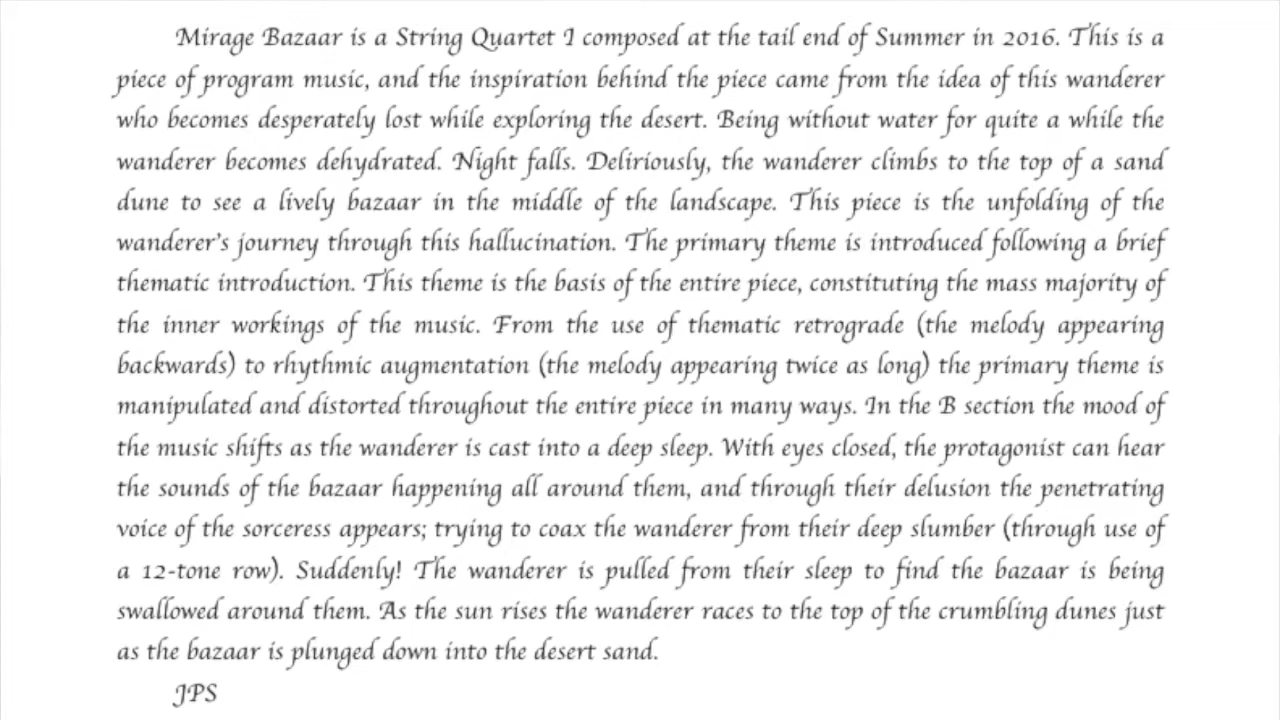 Mirage Bazaar is a String Quartet I composed at the tail end of Summer in 2016. This is a
piece of program music, and the inspiration behind the piece came from the idea of this wanderer
who becomes desperately lost while exploring the desert. Being without water for quite a while the
wanderer becomes dehydrated. Night falls. Deliriously, the wanderer climbs to the top of a sand
dune to see a lively bazaar in the middle of the landscape. This piece is the unfolding of the
wanderer's journey through this hallucination. The primary theme is introduced following a brief
thematic introduction. This theme is the basis of the entire piece, constituting the mass majority of
the inner workings of the music. From the use of thematic retrograde (the melody appearing
backwards) to rhythmic augmentation (the melody appearing twice as long) the primary theme is
manipulated and distorted throughout the entire piece in many ways. In the B section the mood of
the music shifts as the wanderer is cast into a deep sleep. With eyes closed, the protagonist can hear
the sounds of the bazaar happening all around them, and through their delusion the penetrating
voice of the sorceress appears; trying to coax the wanderer from their deep slumber (through use of
a 12-tone row). Suddenly! The wanderer is pulled from their sleep to find the bazaar is being
swallowed around them. As the sun rises the wanderer races to the top of the crumbling dunes just
as the bazaar is plunged down into the desert sand.
JPS